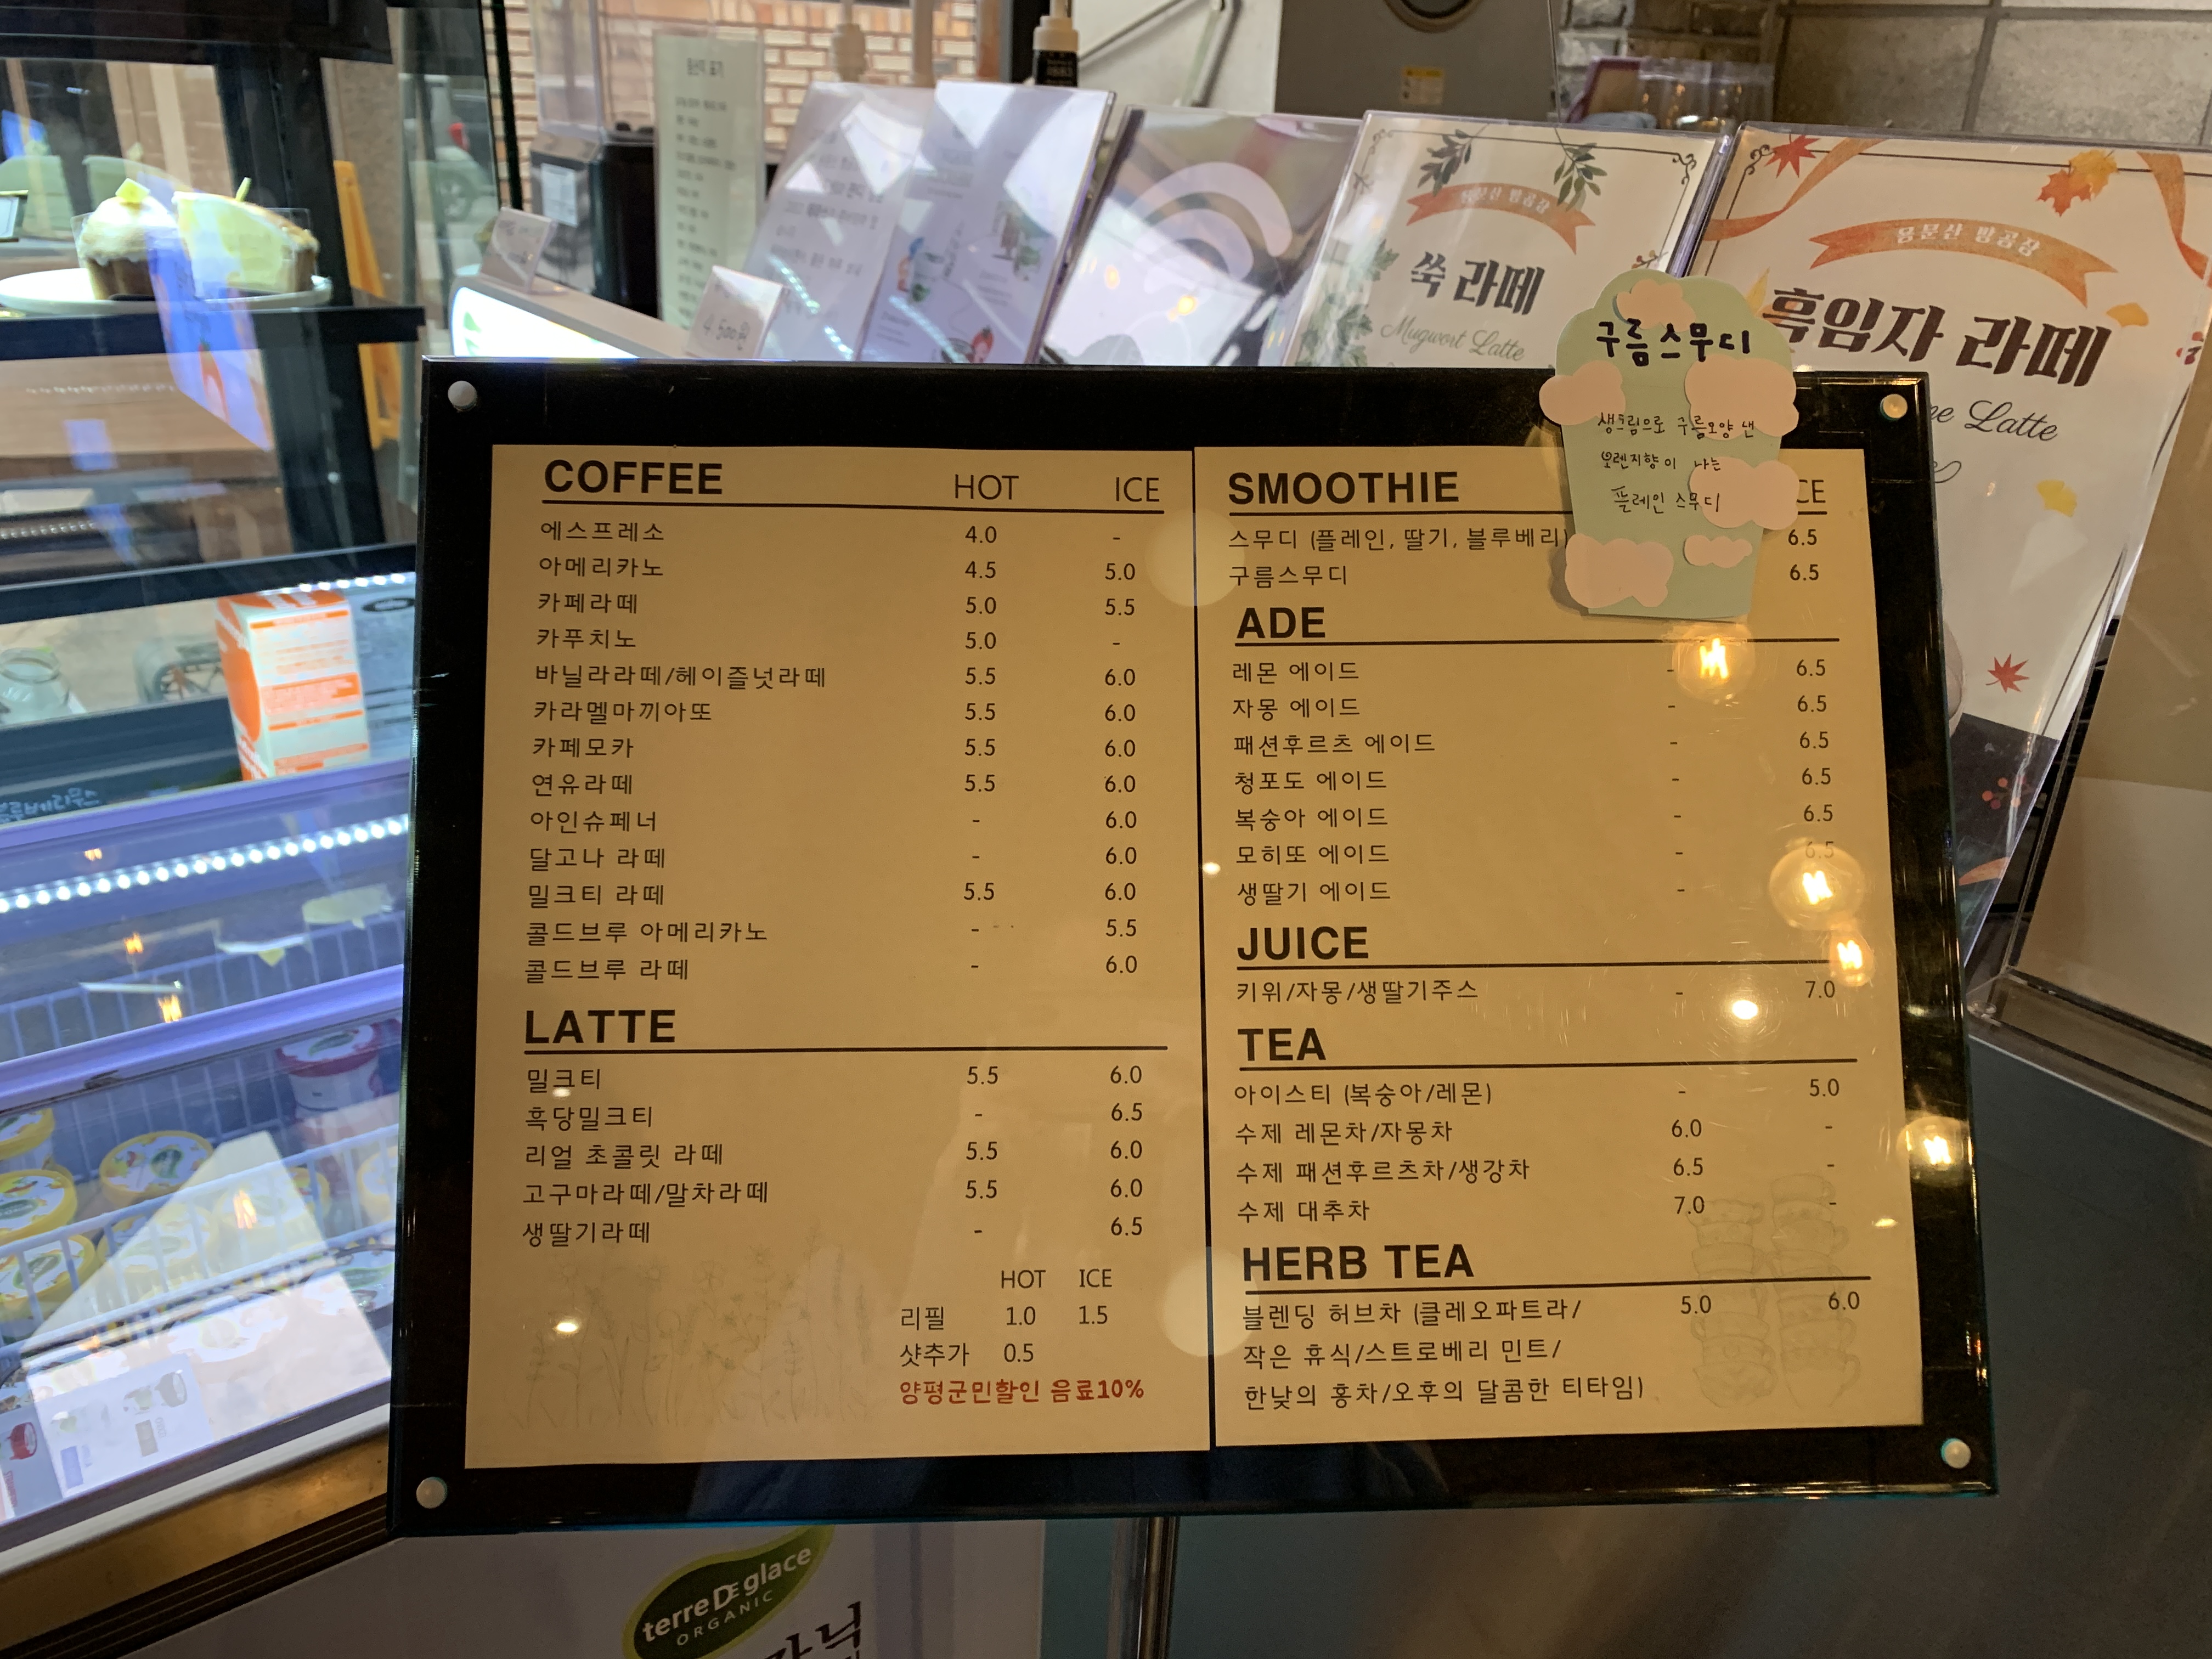 쑥 라떼
Mugwort Latte
용문산 빵공장
흑임자 라떼
Latte
4.500원
구름스무디
생크림으로 구름모양 낸
오렌지향이 나는
플레인 스무디
COFFEE HOT ICE
에스프레소 4.0 -
아메리카노 4.5 5.0
카페라떼 5.0 5.5
카푸치노 5.0 -
바닐라라떼/헤이즐넛라떼 5.5 6.0
카라멜마끼아또 5.5 6.0
카페모카 5.5 6.0
연유라떼 5.5 6.0
아인슈페너 - 6.0
달고나 라떼 - 6.0
밀크티 라떼 5.5 6.0
콜드브루 아메리카노 - 5.5
콜드브루 라떼 - 6.0
LATTE
밀크티 5.5 6.0
흑당밀크티 - 6.5
리얼 초콜릿 라떼 5.5 6.0
고구마라떼/말차라떼 5.5 6.0
생딸기라떼 - 6.5
HOT ICE
리필 1.0 1.5
샷추가 0.5
양평군민할인 음료10%
SMOOTHIE
스무디 (플레인, 딸기, 블루베리) 6.5
구름스무디 6.5
ADE
레몬 에이드 - 6.5
자몽 에이드 - 6.5
패션후르츠 에이드 - 6.5
청포도 에이드 - 6.5
복숭아 에이드 - 6.5
모히또 에이드 - 6.5
생딸기 에이드 -
JUICE
키위/자몽/생딸기주스 - 7.0
TEA
아이스티 (복숭아/레몬) - 5.0
수제 레몬차/자몽차 6.0 -
수제 패션후르츠차/생강차 6.5 -
수제 대추차 7.0 -
HERB TEA
블렌딩 허브차 (클레오파트라/ 5.0 6.0
작은 휴식/스트로베리 민트/
한낮의 홍차/오후의 달콤한 티타임)
terre DE glace
ORGANIC